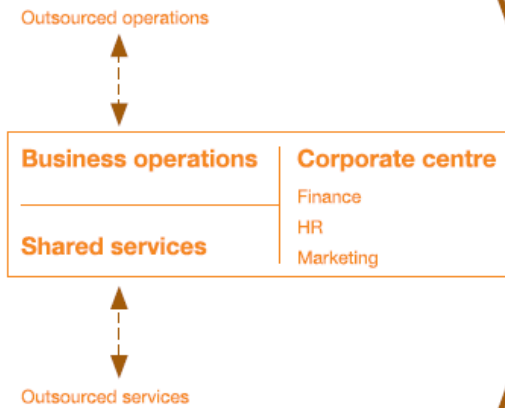 Outsourced operations
Business operations
Shared services
Corporate centre
Finance
HR
Marketing
Outsourced services